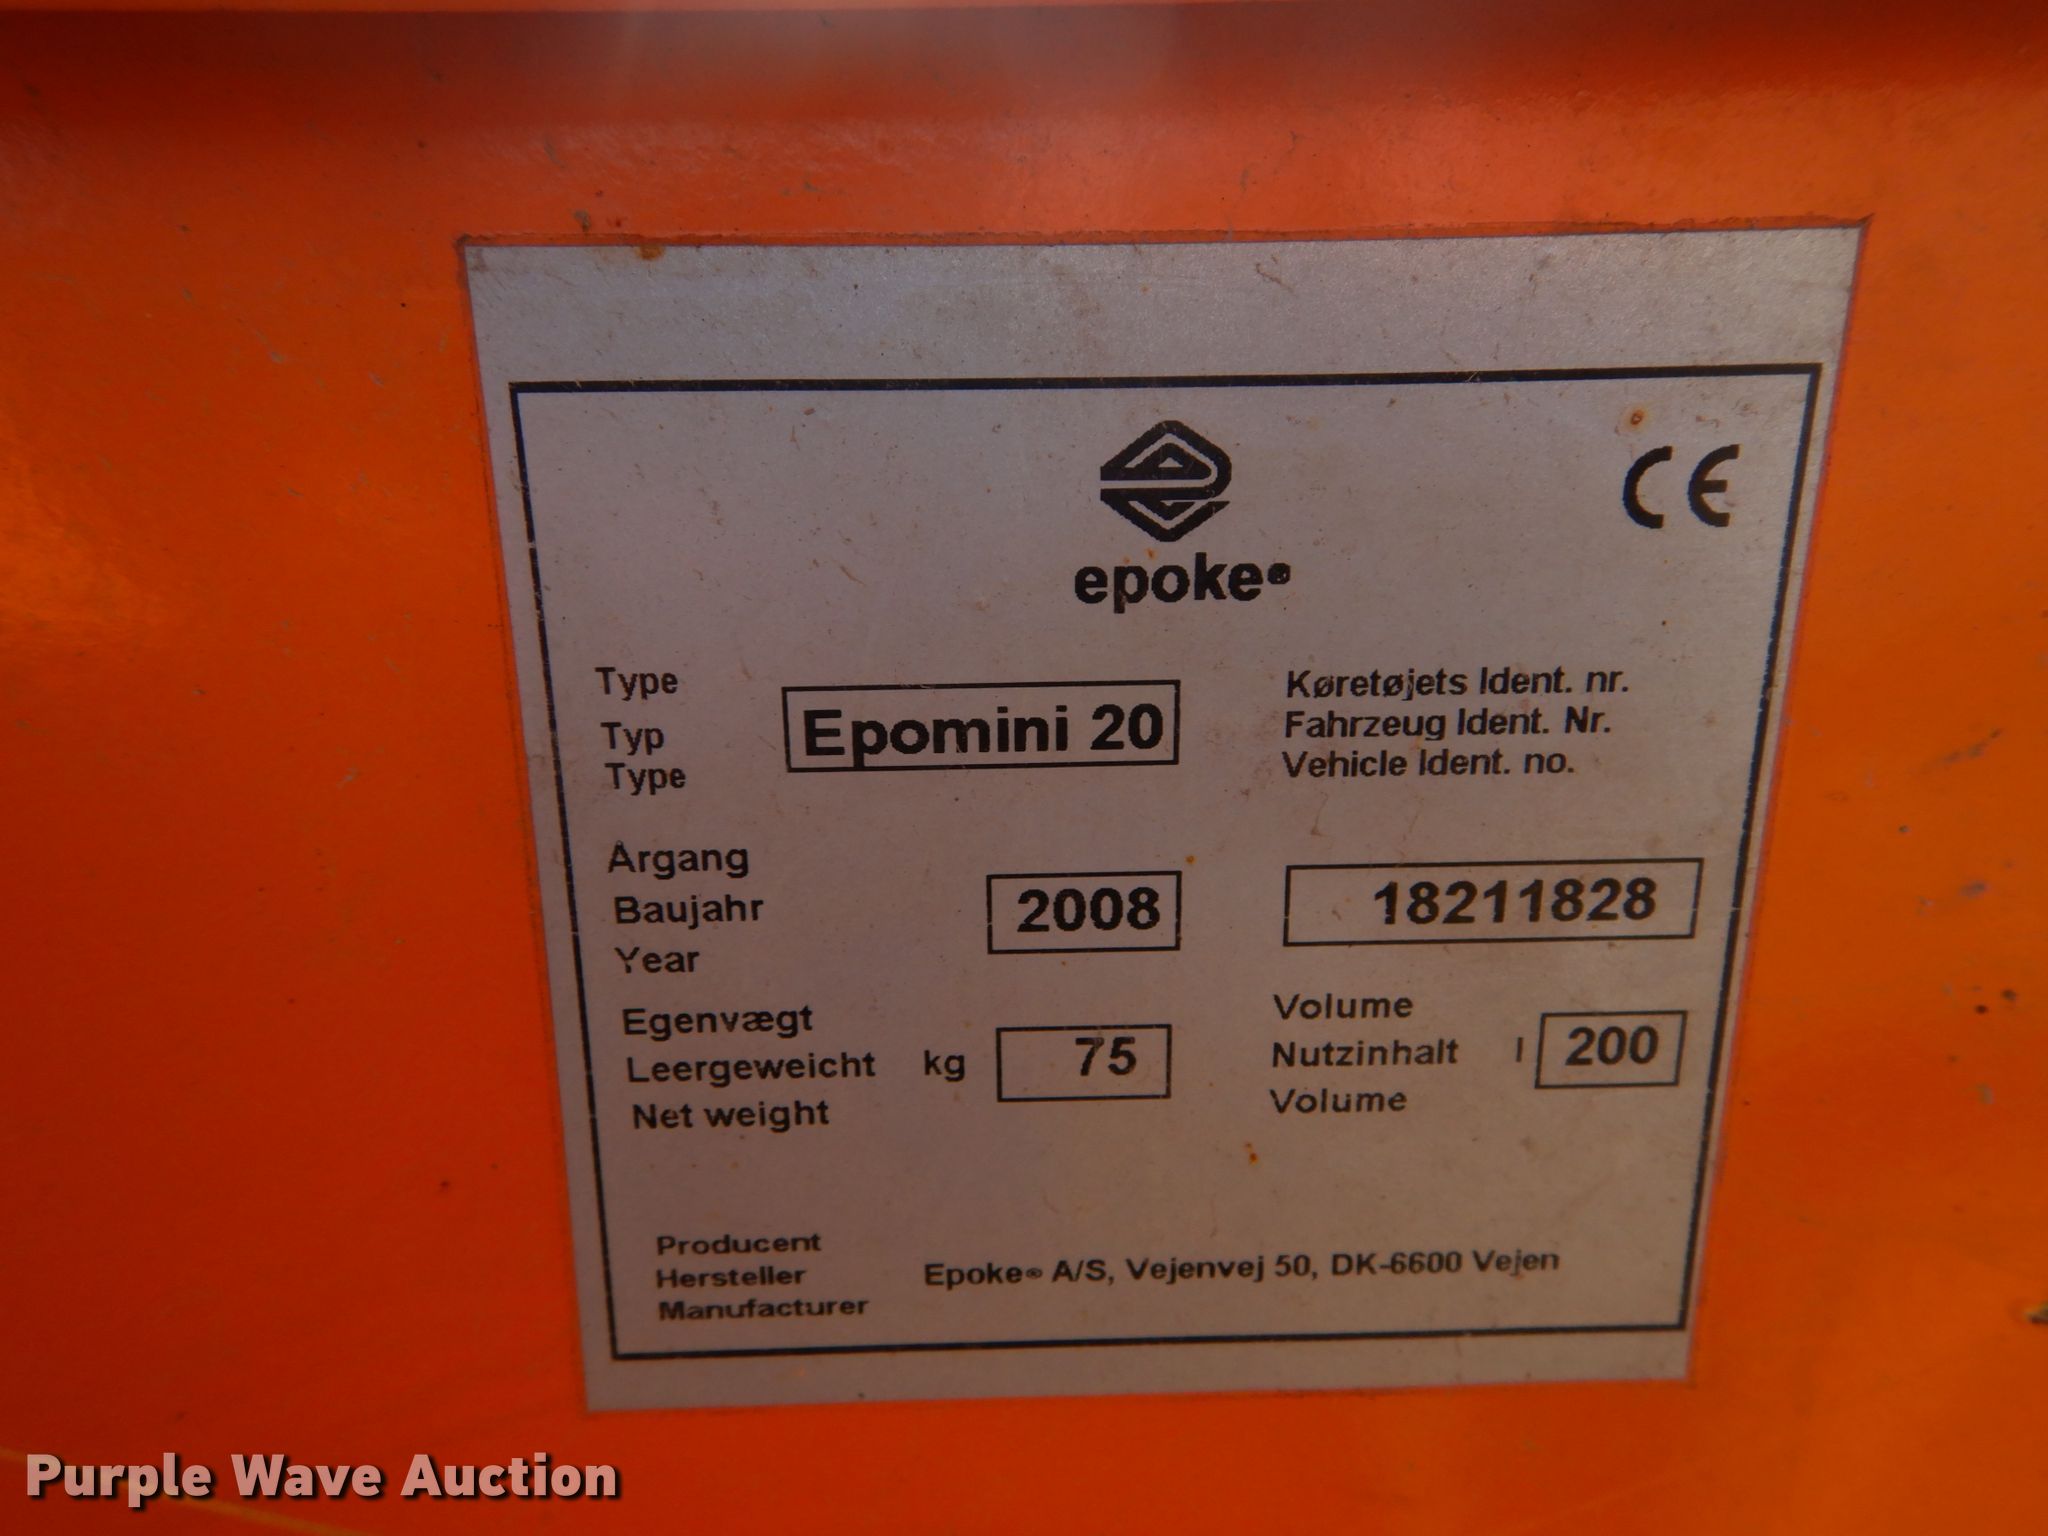 CE
epoke®
Type
Typ
Type
Epomini 20
Køretøjets Ident. nr.
Fahrzeug Ident. Nr.
Vehicle Ident. no.
Årgang
Baujahr
Year
2008
18211828
Egenvægt
Leergeweicht kg 75
Net weight
Volume
Nutzinhalt l 200
Volume
Producent
Hersteller
Manufacturer
Epoke® A/S, Vejenvej 50, DK-6600 Vejen
Purple Wave Auction